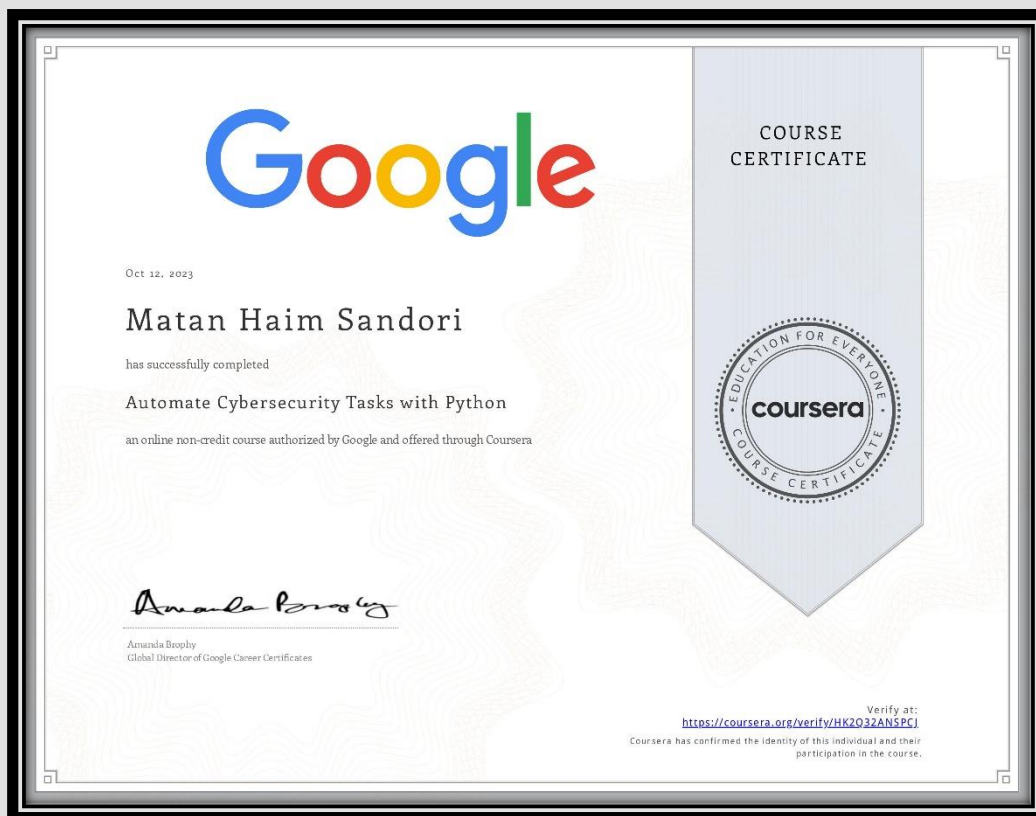 Google
COURSE
CERTIFICATE
Oct 12, 2023
Matan Haim Sandori
has successfully completed
Automate Cybersecurity Tasks with Python
an online non-credit course authorized by Google and offered through Coursera
EDUCATION FOR EVERYONE
coursera
COURSE CERTIFICATE
Amanda Brophy
Amanda Brophy
Global Director of Google Career Certificates
Verify at:
https://coursera.org/verify/HK2Q32AN5PCJ
Coursera has confirmed the identity of this individual and their
participation in the course.